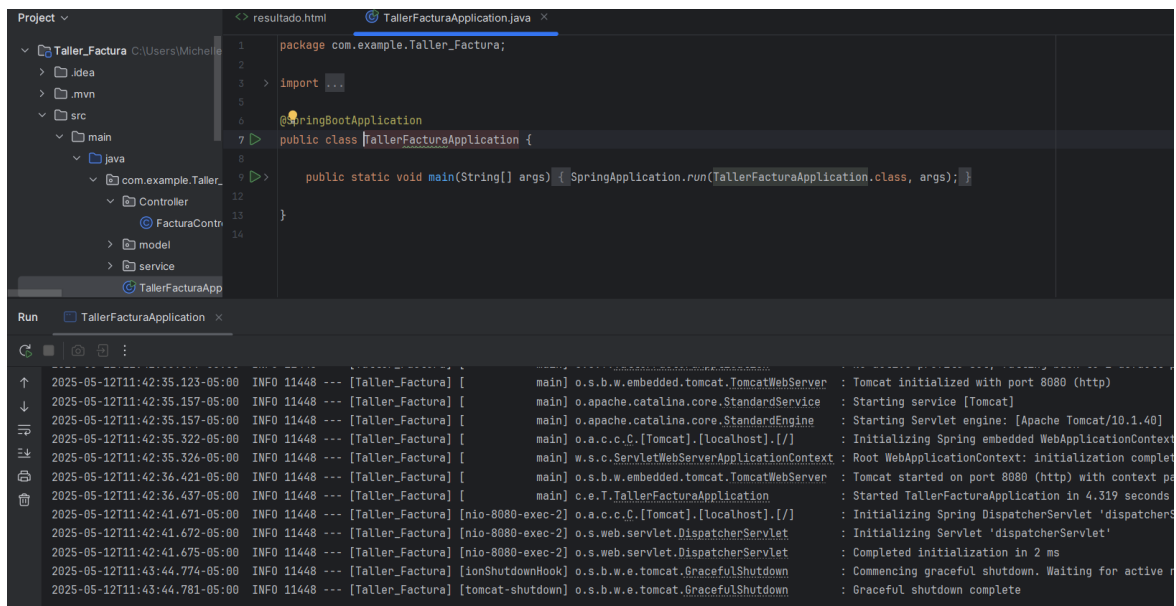 Project
resultado.html
TallerFacturaApplication.java
Taller_Factura C:\Users\Michelle
.idea
.mvn
src
main
java
com.example.Taller_
Controller
FacturaContr
model
service
TallerFacturaApp
1 package com.example.Taller_Factura;
2
3 import ...
5
6 @SpringBootApplication
7 public class TallerFacturaApplication {
8
9 public static void main(String[] args) { SpringApplication.run(TallerFacturaApplication.class, args); }
12
13 }
14
Run TallerFacturaApplication
2025-05-12T11:42:35.123-05:00 INFO 11448 --- [Taller_Factura] [ main] o.s.b.w.embedded.tomcat.TomcatWebServer : Tomcat initialized with port 8080 (http)
2025-05-12T11:42:35.157-05:00 INFO 11448 --- [Taller_Factura] [ main] o.apache.catalina.core.StandardService : Starting service [Tomcat]
2025-05-12T11:42:35.157-05:00 INFO 11448 --- [Taller_Factura] [ main] o.apache.catalina.core.StandardEngine : Starting Servlet engine: [Apache Tomcat/10.1.40]
2025-05-12T11:42:35.322-05:00 INFO 11448 --- [Taller_Factura] [ main] o.a.c.c.C.[Tomcat].[localhost].[/] : Initializing Spring embedded WebApplicationContext
2025-05-12T11:42:35.326-05:00 INFO 11448 --- [Taller_Factura] [ main] w.s.c.ServletWebServerApplicationContext : Root WebApplicationContext: initialization complet
2025-05-12T11:42:36.421-05:00 INFO 11448 --- [Taller_Factura] [ main] o.s.b.w.embedded.tomcat.TomcatWebServer : Tomcat started on port 8080 (http) with context pa
2025-05-12T11:42:36.437-05:00 INFO 11448 --- [Taller_Factura] [ main] c.e.T.TallerFacturaApplication : Started TallerFacturaApplication in 4.319 seconds
2025-05-12T11:42:41.671-05:00 INFO 11448 --- [Taller_Factura] [nio-8080-exec-2] o.a.c.c.C.[Tomcat].[localhost].[/] : Initializing Spring DispatcherServlet 'dispatcherS
2025-05-12T11:42:41.672-05:00 INFO 11448 --- [Taller_Factura] [nio-8080-exec-2] o.s.web.servlet.DispatcherServlet : Initializing Servlet 'dispatcherServlet'
2025-05-12T11:42:41.675-05:00 INFO 11448 --- [Taller_Factura] [nio-8080-exec-2] o.s.web.servlet.DispatcherServlet : Completed initialization in 2 ms
2025-05-12T11:43:44.774-05:00 INFO 11448 --- [Taller_Factura] [ionShutdownHook] o.s.b.w.e.tomcat.GracefulShutdown : Commencing graceful shutdown. Waiting for active r
2025-05-12T11:43:44.781-05:00 INFO 11448 --- [Taller_Factura] [tomcat-shutdown] o.s.b.w.e.tomcat.GracefulShutdown : Graceful shutdown complete